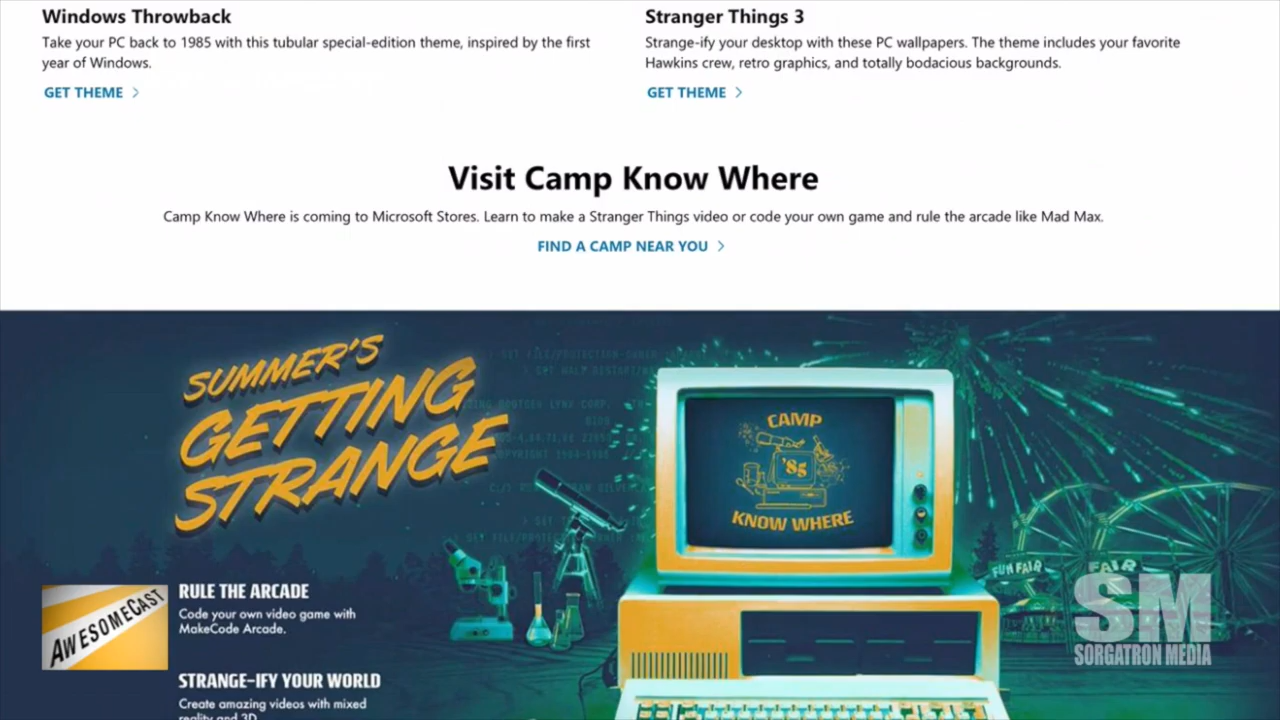 Windows Throwback
Take your PC back to 1985 with this tubular special-edition theme, inspired by the first
year of Windows.
GET THEME
Stranger Things 3
Strange-ify your desktop with these PC wallpapers. The theme includes your favorite
Hawkins crew, retro graphics, and totally bodacious backgrounds.
GET THEME
Visit Camp Know Where
Camp Know Where is coming to Microsoft Stores. Learn to make a Stranger Things video or code your own game and rule the arcade like Mad Max.
FIND A CAMP NEAR YOU
SUMMER'S
GETTING
STRANGE
CAMP
'85
KNOW WHERE
FUN FAIR
FAIR
RULE THE ARCADE
Code your own video game with
MakeCode Arcade.
STRANGE-IFY YOUR WORLD
Create amazing videos with mixed
reality and 3D.
AWESOMECAST
SM
SORGATRON MEDIA